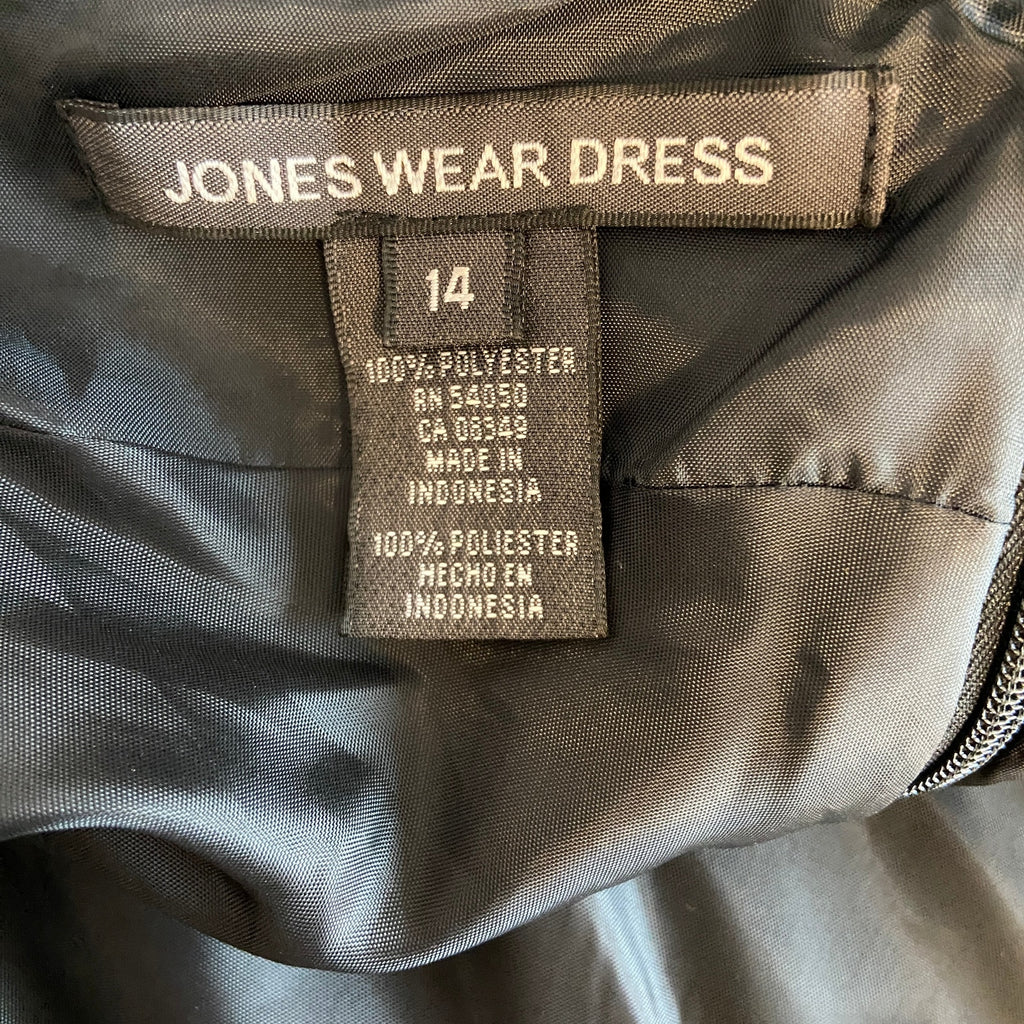 JONES WEAR DRESS
14
100% POLYESTER
RN 54050
CA 08348
MADE IN
INDONESIA
100% POLIESTER
HECHO EN
INDONESIA